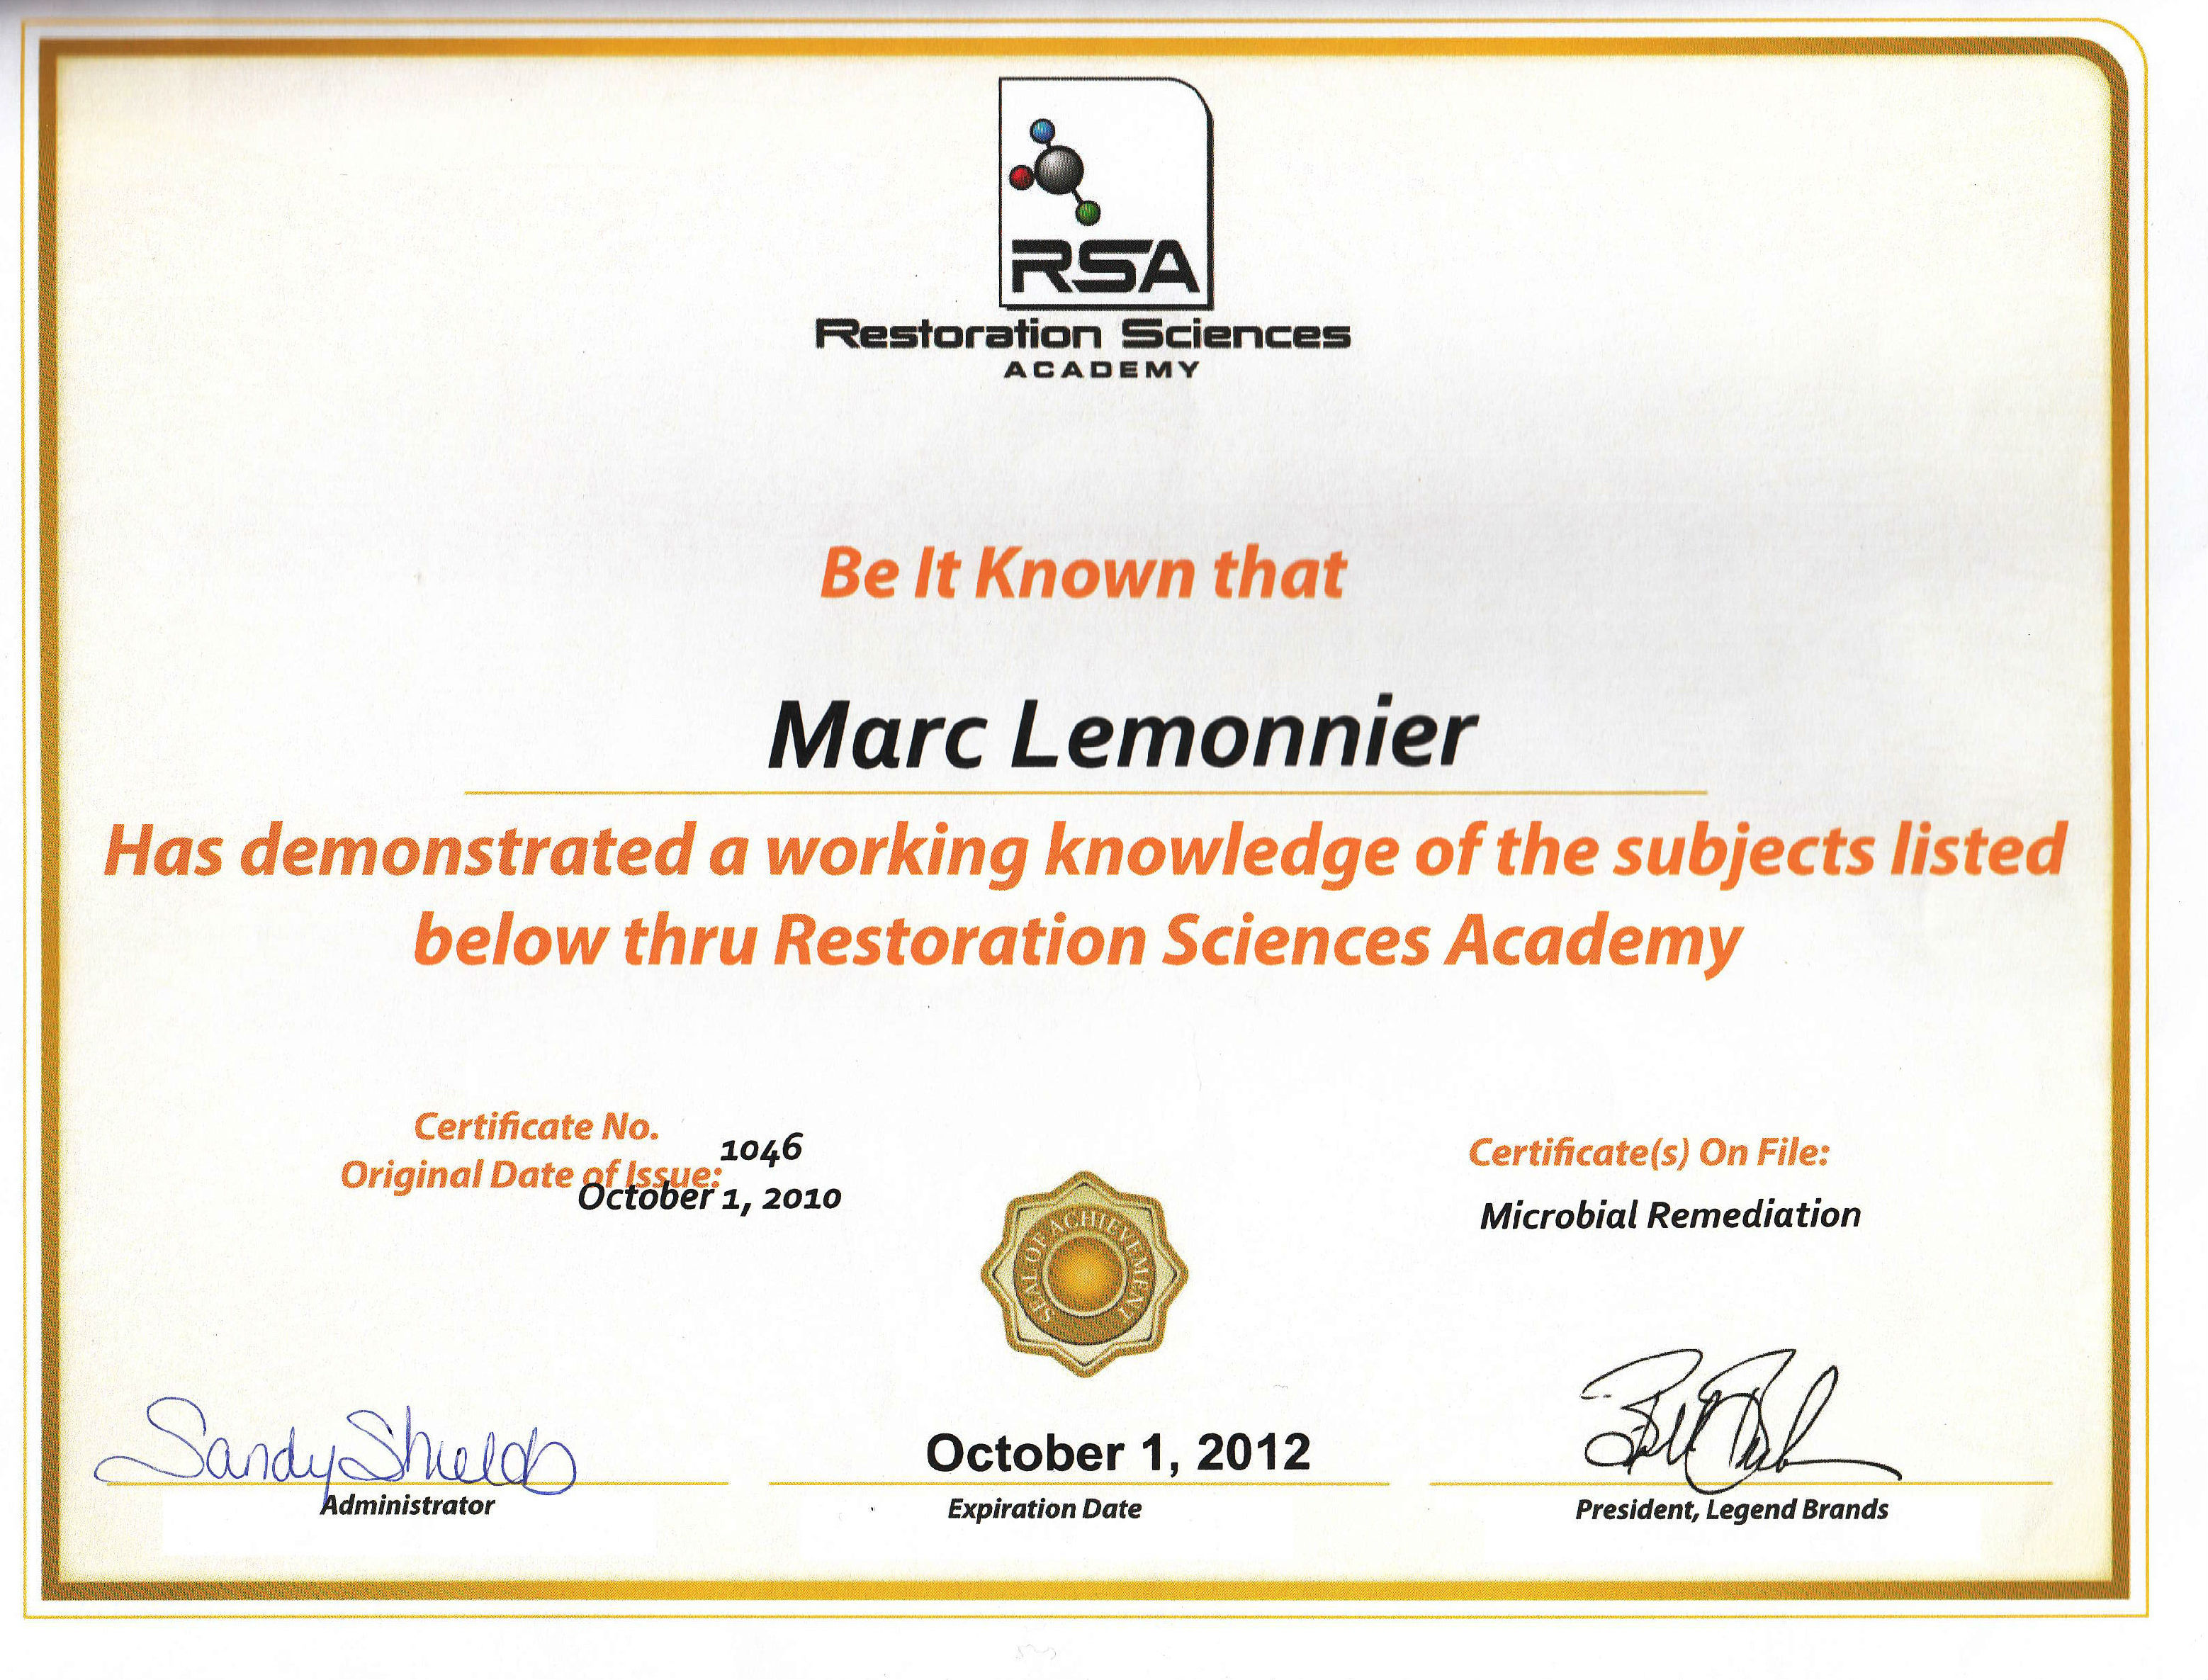 RSA
Restoration Sciences
ACADEMY
Be It Known that
Marc Lemonnier
Has demonstrated a working knowledge of the subjects listed
below thru Restoration Sciences Academy
Certificate No.
1046
Original Date of Issue:
October 1, 2010
Certificate(s) On File:
Microbial Remediation
SEAL OF ACHIEVEMENT
Sandy Shields
Administrator
October 1, 2012
Expiration Date
President, Legend Brands